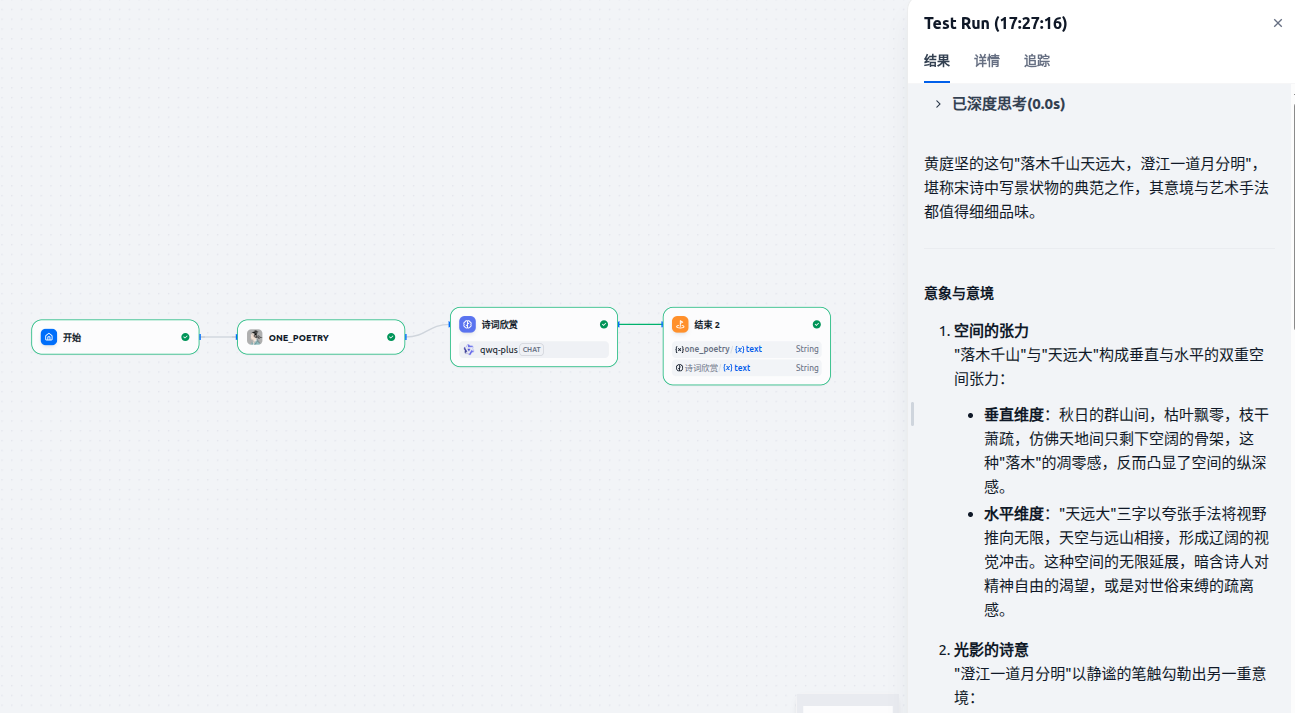 Test Run (17:27:16)
结果 详情 追踪
已深度思考(0.0s)
黄庭坚的这句"落木千山天远大，澄江一道月分明"，
堪称宋诗中写景状物的典范之作，其意境与艺术手法
都值得细细品味。
意象与意境
1. 空间的张力
"落木千山"与"天远大"构成垂直与水平的双重空
间张力：
垂直维度：秋日的群山间，枯叶飘零，枝干
萧疏，仿佛天地间只剩下空阔的骨架，这
种"落木"的凋零感，反而凸显了空间的纵深
感。
水平维度："天远大"三字以夸张手法将视野
推向无限，天空与远山相接，形成辽阔的视
觉冲击。这种空间的无限延展，暗含诗人对
精神自由的渴望，或是对世俗束缚的疏离
感。
2. 光影的诗意
"澄江一道月分明"以静谧的笔触勾勒出另一重意
境：
开始
ONE_POETRY
诗词欣赏
qwq-plus CHAT
结束 2
(x) one_poetry / (x) text String
诗词欣赏 / (x) text String